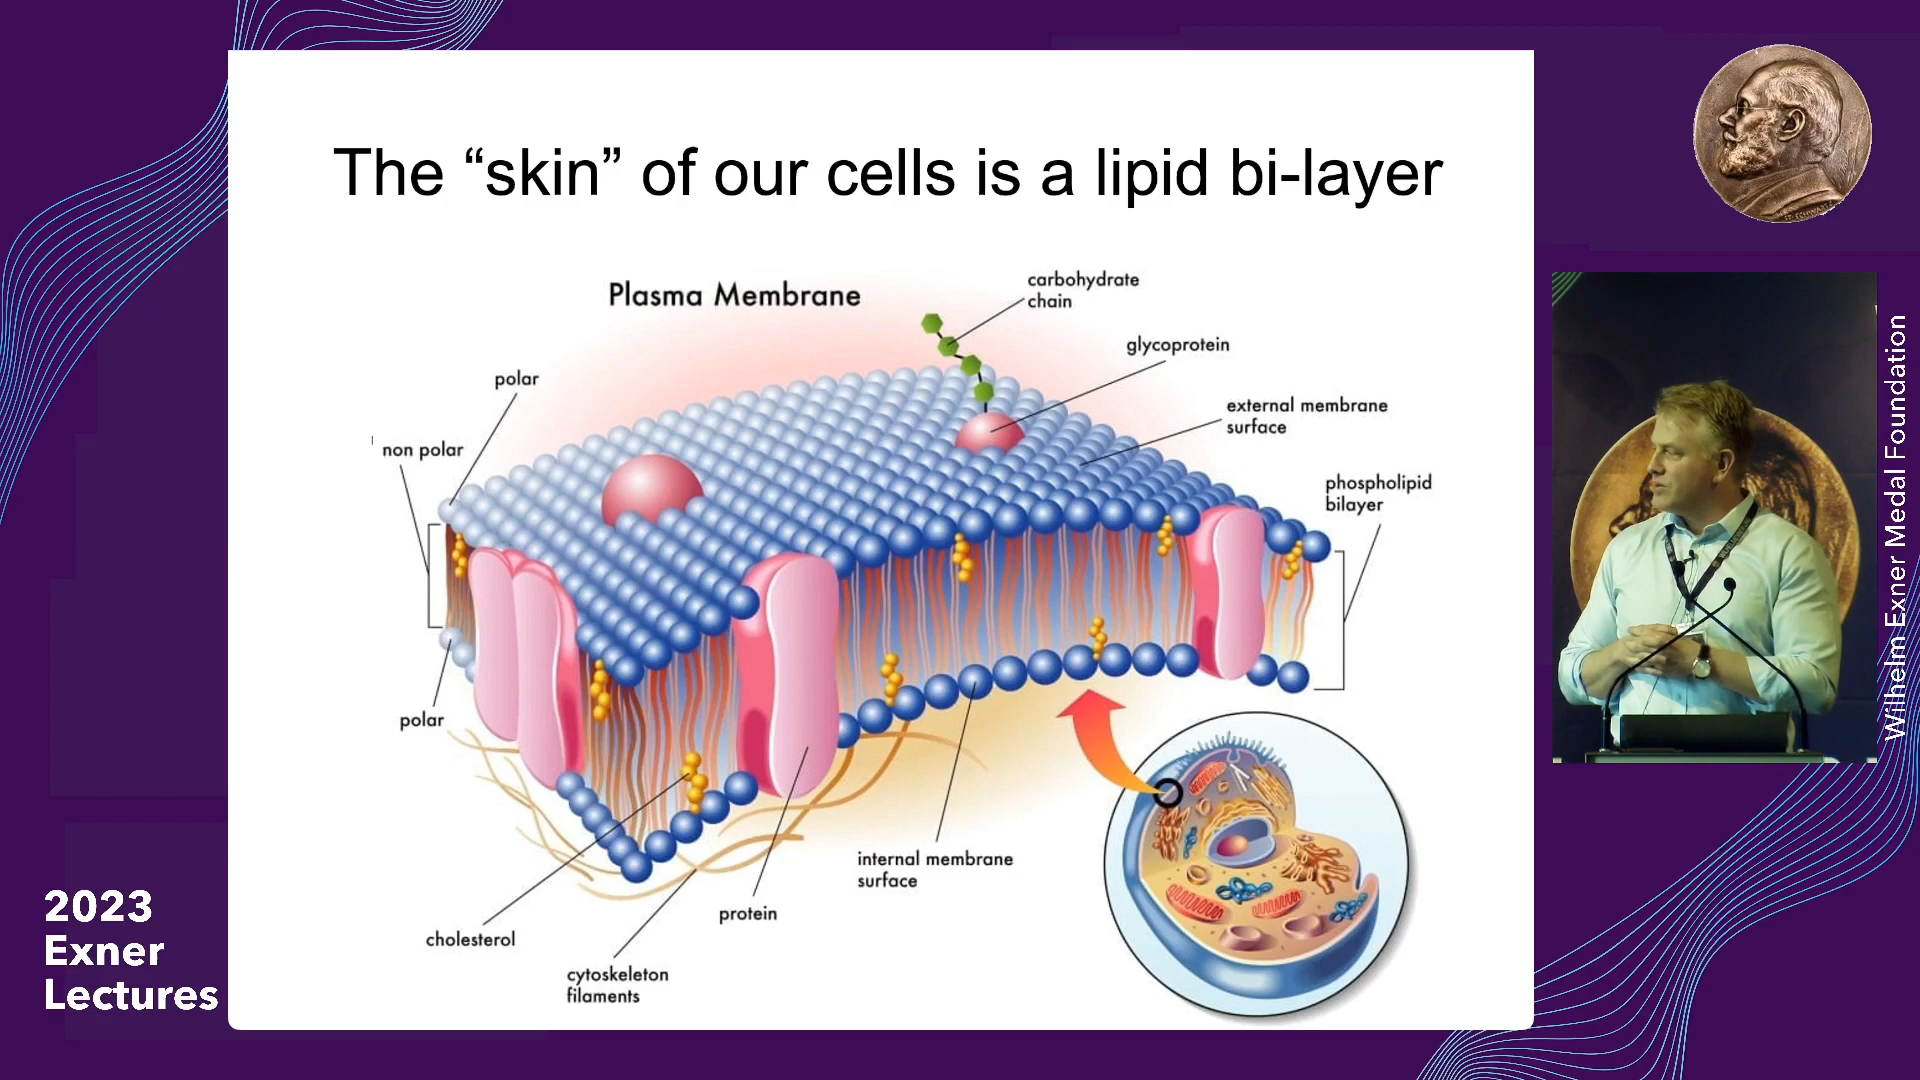 The “skin” of our cells is a lipid bi-layer
Plasma Membrane
carbohydrate
chain
glycoprotein
polar
external membrane
surface
non polar
phospholipid
bilayer
polar
internal membrane
surface
protein
cholesterol
cytoskeleton
filaments
2023
Exner
Lectures
Wilhelm Exner Medal Foundation